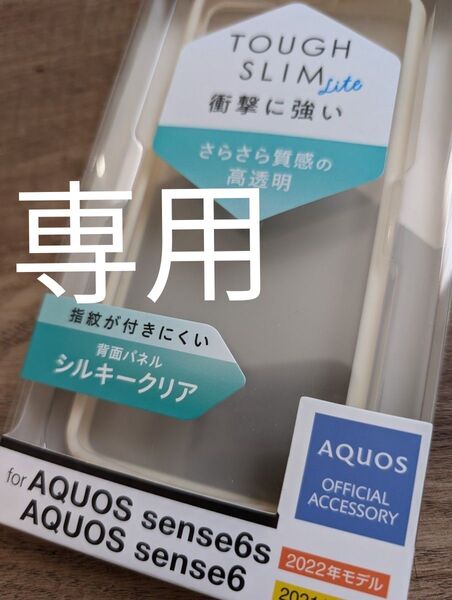 TOUGH
SLIM Lite
衝撃に強い
さらさら質感の
高透明
専用
指紋が付きにくい
背面パネル
シルキークリア
AQUOS
OFFICIAL
ACCESSORY
for AQUOS sense6s
AQUOS sense6
2022年モデル